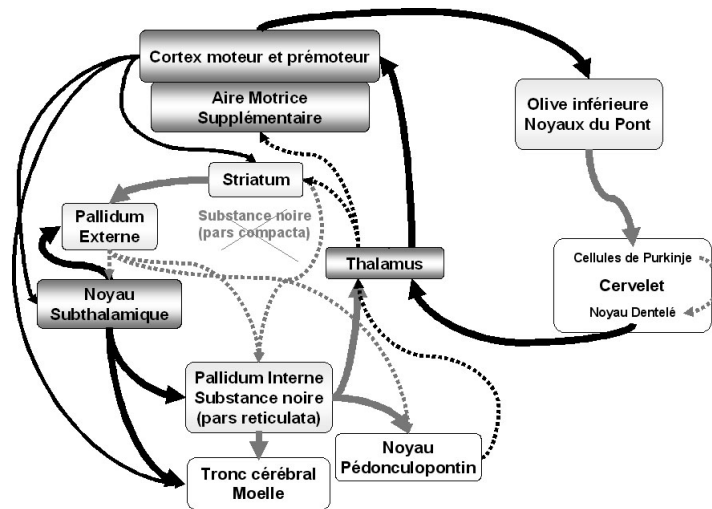 Cortex moteur et prémoteur
Aire Motrice
Supplémentaire
Olive inférieure
Noyaux du Pont
Striatum
Substance noire
(pars compacta)
Pallidum
Externe
Thalamus
Cellules de Purkinje
Cervelet
Noyau Dentelé
Noyau
Subthalamique
Pallidum Interne
Substance noire
(pars reticulata)
Noyau
Pédonculopontin
Tronc cérébral
Moelle